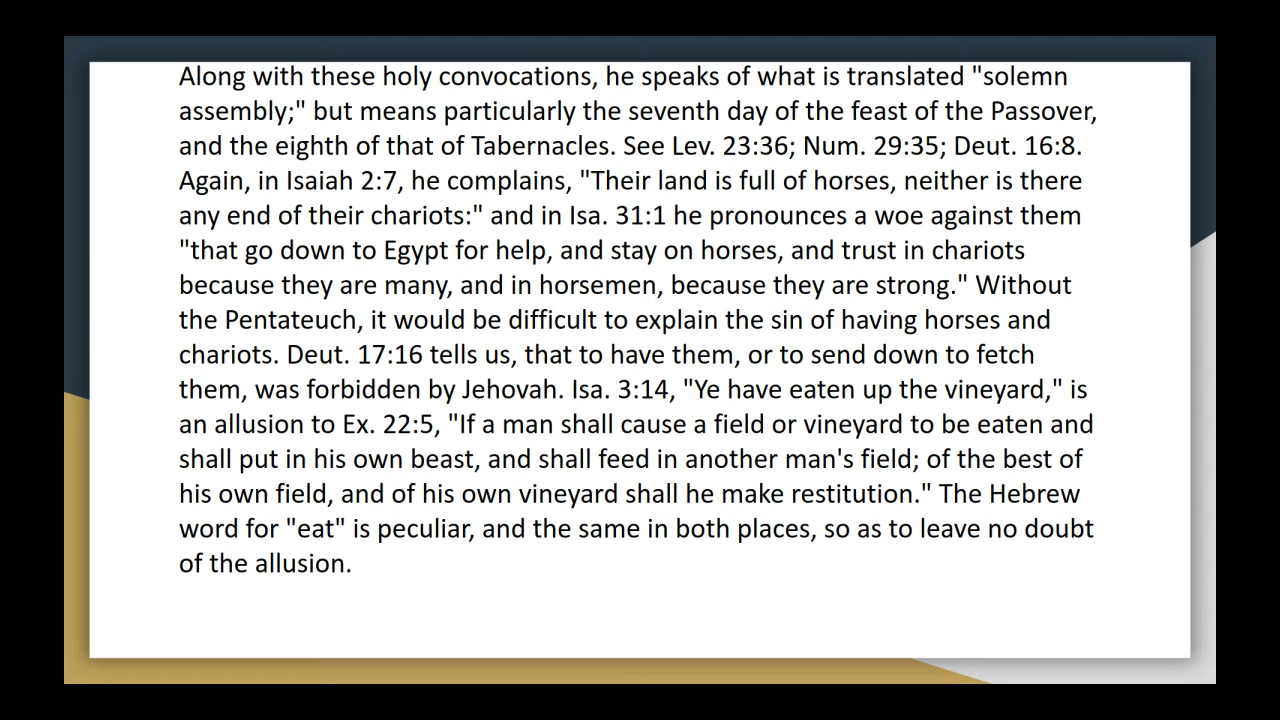 Along with these holy convocations, he speaks of what is translated "solemn
assembly;" but means particularly the seventh day of the feast of the Passover,
and the eighth of that of Tabernacles. See Lev. 23:36; Num. 29:35; Deut. 16:8.
Again, in Isaiah 2:7, he complains, "Their land is full of horses, neither is there
any end of their chariots:" and in Isa. 31:1 he pronounces a woe against them
"that go down to Egypt for help, and stay on horses, and trust in chariots
because they are many, and in horsemen, because they are strong." Without
the Pentateuch, it would be difficult to explain the sin of having horses and
chariots. Deut. 17:16 tells us, that to have them, or to send down to fetch
them, was forbidden by Jehovah. Isa. 3:14, "Ye have eaten up the vineyard," is
an allusion to Ex. 22:5, "If a man shall cause a field or vineyard to be eaten and
shall put in his own beast, and shall feed in another man's field; of the best of
his own field, and of his own vineyard shall he make restitution." The Hebrew
word for "eat" is peculiar, and the same in both places, so as to leave no doubt
of the allusion.